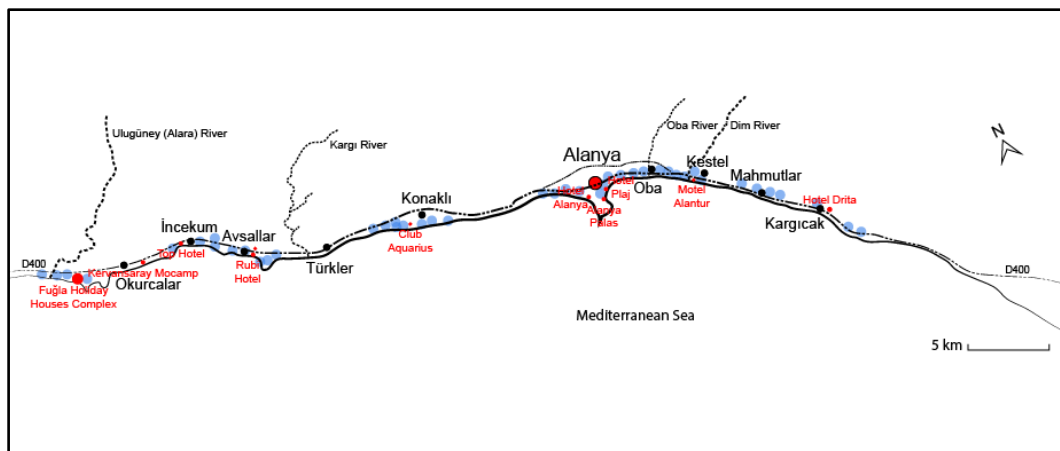 Ulugüney (Alara) River
Kargı River
Oba River
Dim River
N
Alanya
Kestel
Mahmutlar
Konaklı
Hotel
Alanya
Hotel
Plaj
Alanya
Palas
Oba
Motel
Alantur
Hotel Drita
Kargıcak
İncekum
Avsallar
Top Hotel
Club
Aquarius
Rubi
Hotel
Türkler
D400
Kervansaray Mocamp
Okurcalar
Fuğla Holiday
Houses Complex
D400
Mediterranean Sea
5 km